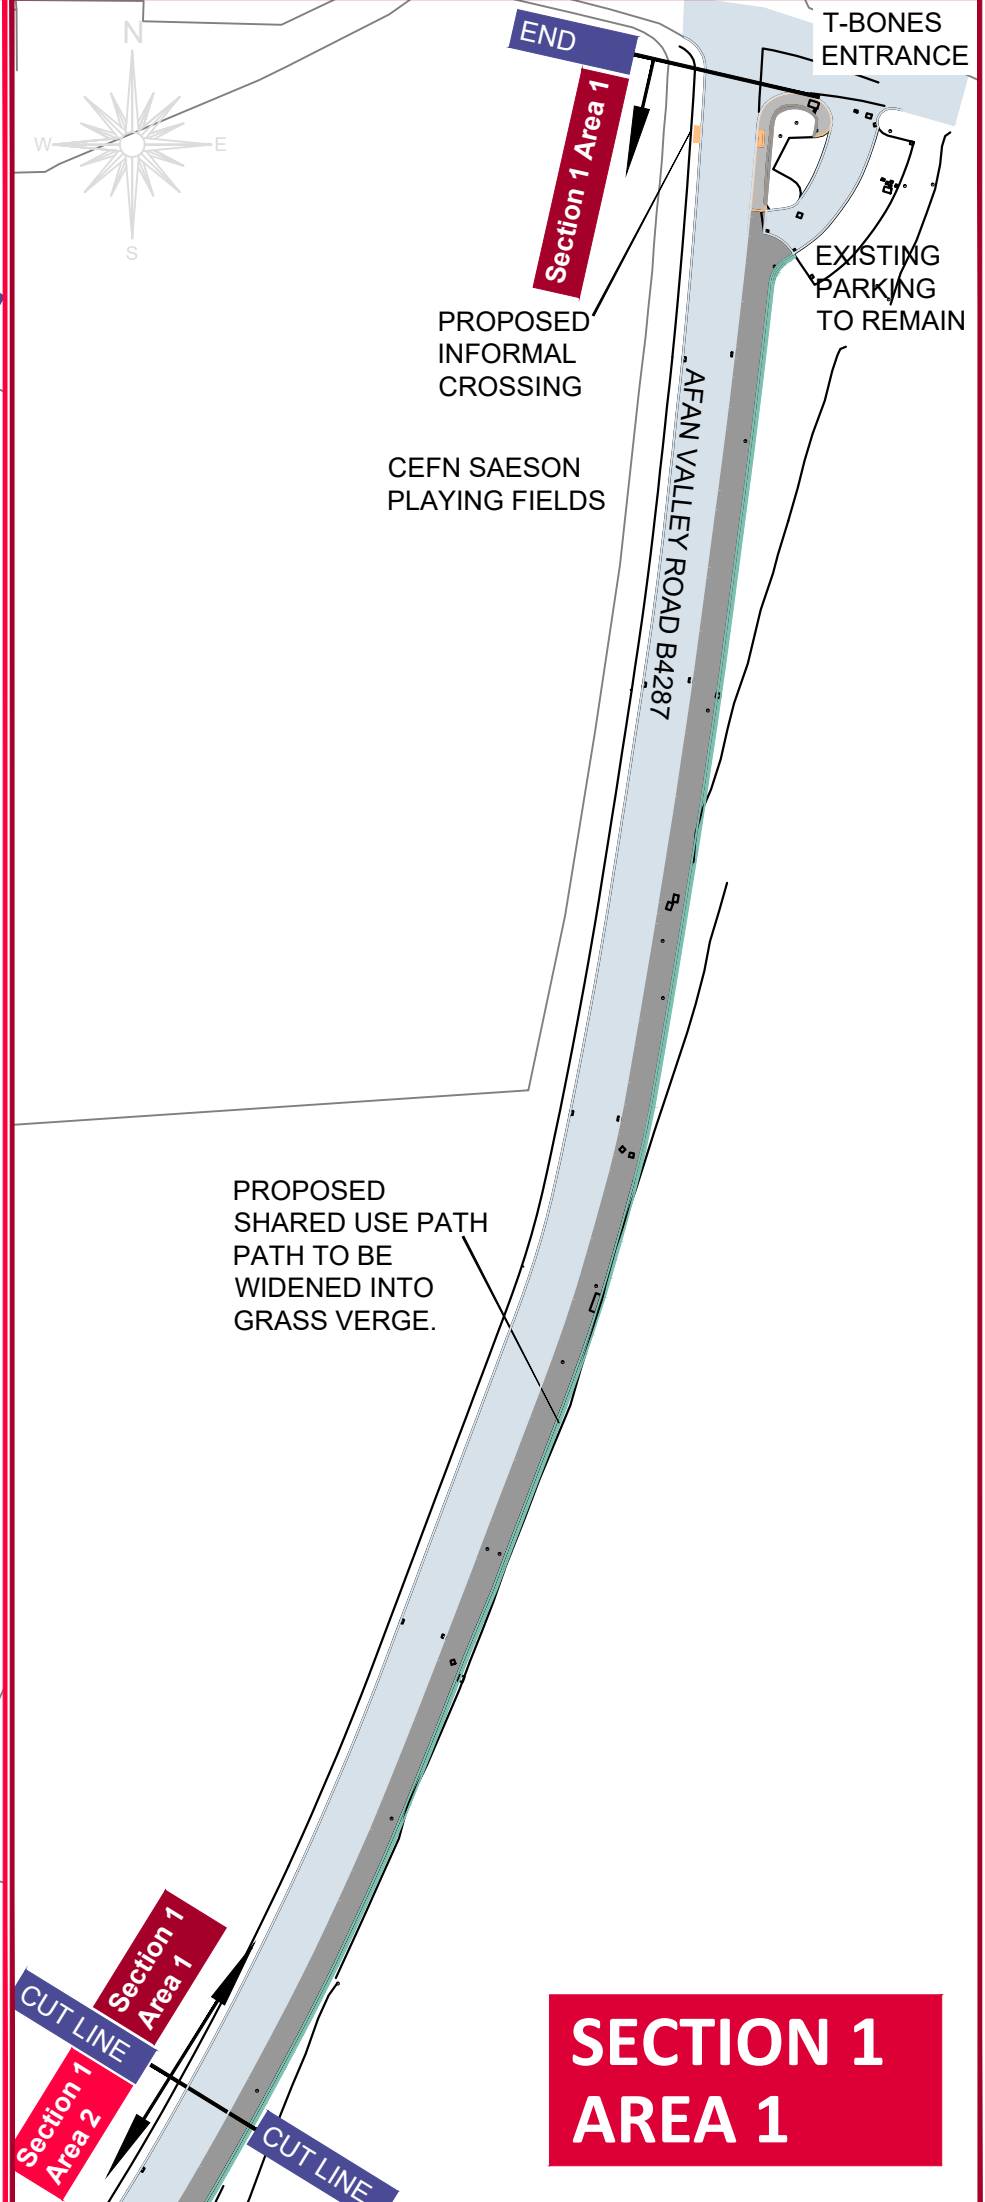 T-BONES
ENTRANCE
END
N
W
E
S
Section 1 Area 1
EXISTING
PARKING
TO REMAIN
PROPOSED
INFORMAL
CROSSING
CEFN SAESON
PLAYING FIELDS
AFAN VALLEY ROAD B4287
PROPOSED
SHARED USE PATH
PATH TO BE
WIDENED INTO
GRASS VERGE.
Section 1
Area 1
CUT LINE
Section 1
Area 2
CUT LINE
SECTION 1
AREA 1